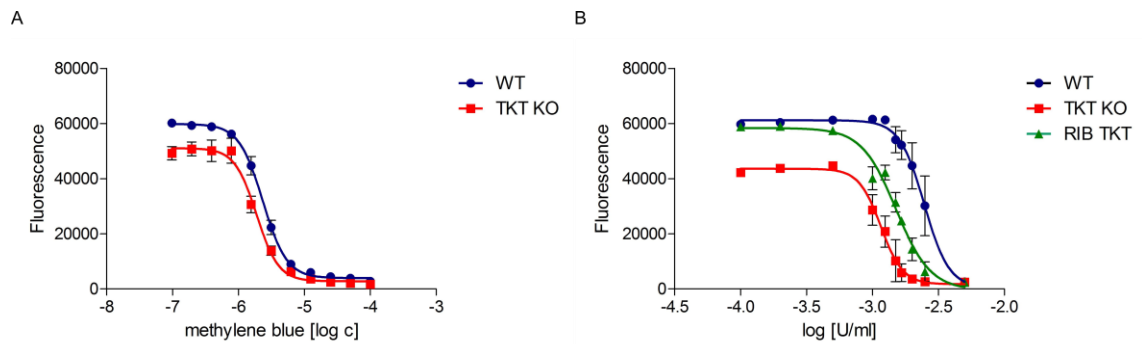 A
B
80000
60000
40000
20000
0
Fluorescence
-8
-7
-6
-5
-4
-3
methylene blue [log c]
WT
TKT KO
80000
60000
40000
20000
0
Fluorescence
-4.5
-4.0
-3.5
-3.0
-2.5
-2.0
log [U/ml]
WT
TKT KO
RIB TKT